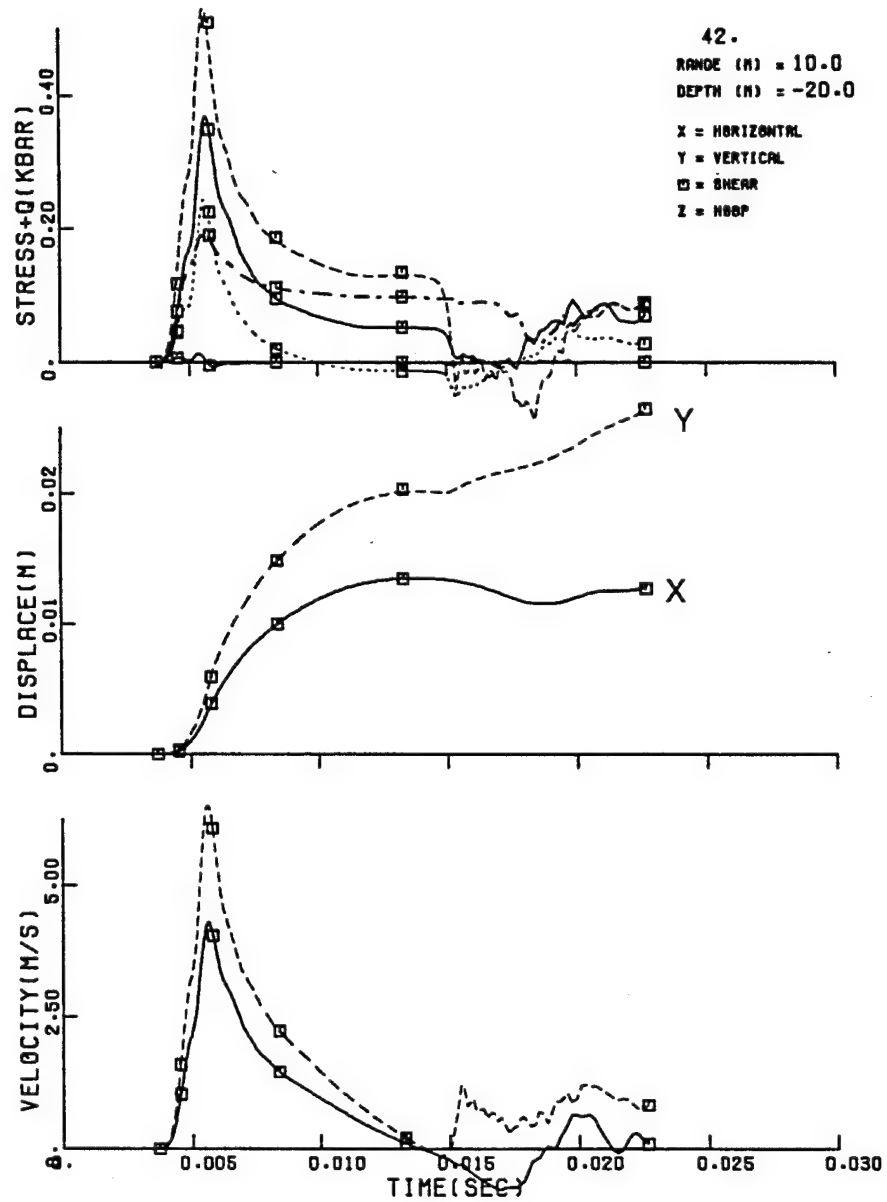 42.
RANGE (M) = 10.0
DEPTH (M) = -20.0
X = HORIZONTAL
Y = VERTICAL
= SHEAR
Z = HOOP
STRESS+Q(KBAR)
0.40
0.20
0.
0.030
Y
X
DISPLACE(M)
0.02
0.01
0.
VELOCITY(M/S)
5.00
2.50
0.
0.005
0.010
0.015
0.020
0.025
0.030
TIME(SEC)